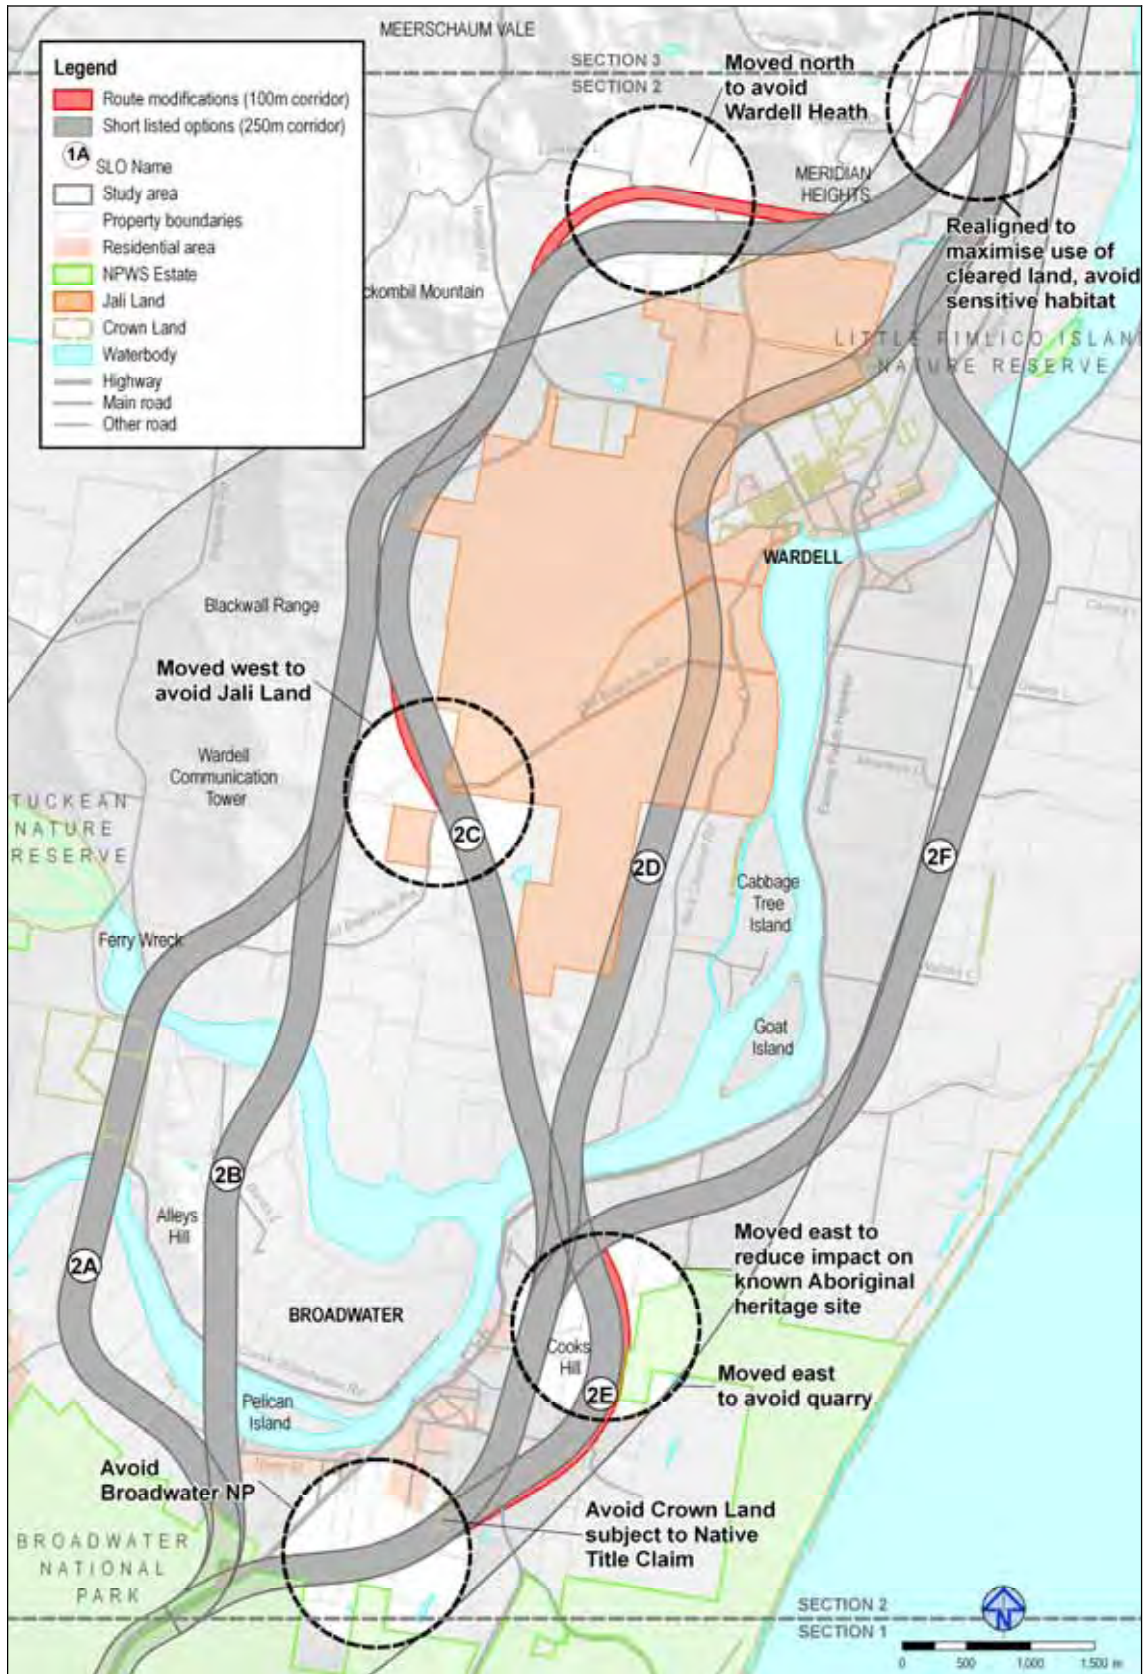 MEERSCHAUM VALE
SECTION 3
SECTION 2
Moved north
to avoid
Wardell Heath
Legend
Route modifications (100m corridor)
Short listed options (250m corridor)
1A
SLO Name
Study area
Property boundaries
Residential area
NPWS Estate
Jali Land
Crown Land
Waterbody
Highway
Main road
Other road
MERIDIAN
HEIGHTS
Realigned to
maximise use of
cleared land, avoid
sensitive habitat
ckombil Mountain
LITTLE PIMLICO ISLAN
NATURE RESERVE
WARDELL
Blackwall Range
Moved west to
avoid Jali Land
Wardell
Communication
Tower
TUCKEAN
NATURE
RESERVE
2C
2D
2F
Cabbage
Tree
Island
Ferry Wreck
Goat
Island
2B
Alleys
Hill
2A
BROADWATER
Moved east to
reduce impact on
known Aboriginal
heritage site
Cooks
Hill
2E
Moved east
to avoid quarry
Pelican
Island
Avoid
Broadwater NP
Avoid Crown Land
subject to Native
Title Claim
BROADWATER
NATIONAL
PARK
SECTION 2
SECTION 1
N
0 500 1,000 1,500 m